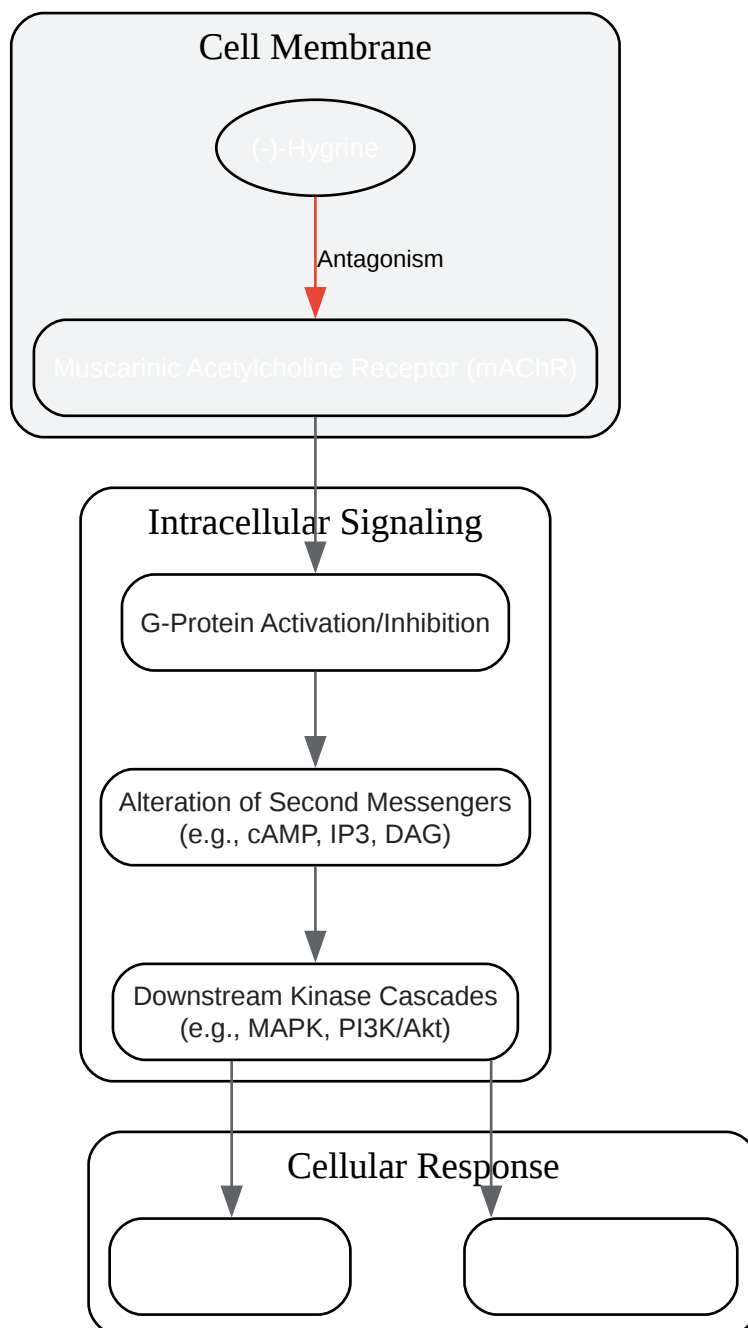 Cell Membrane
(-)-Hygrine
Antagonism
Muscarinic Acetylcholine Receptor (mAChR)
Intracellular Signaling
G-Protein Activation/Inhibition
Alteration of Second Messengers
(e.g., cAMP, IP3, DAG)
Downstream Kinase Cascades
(e.g., MAPK, PI3K/Akt)
Cellular Response